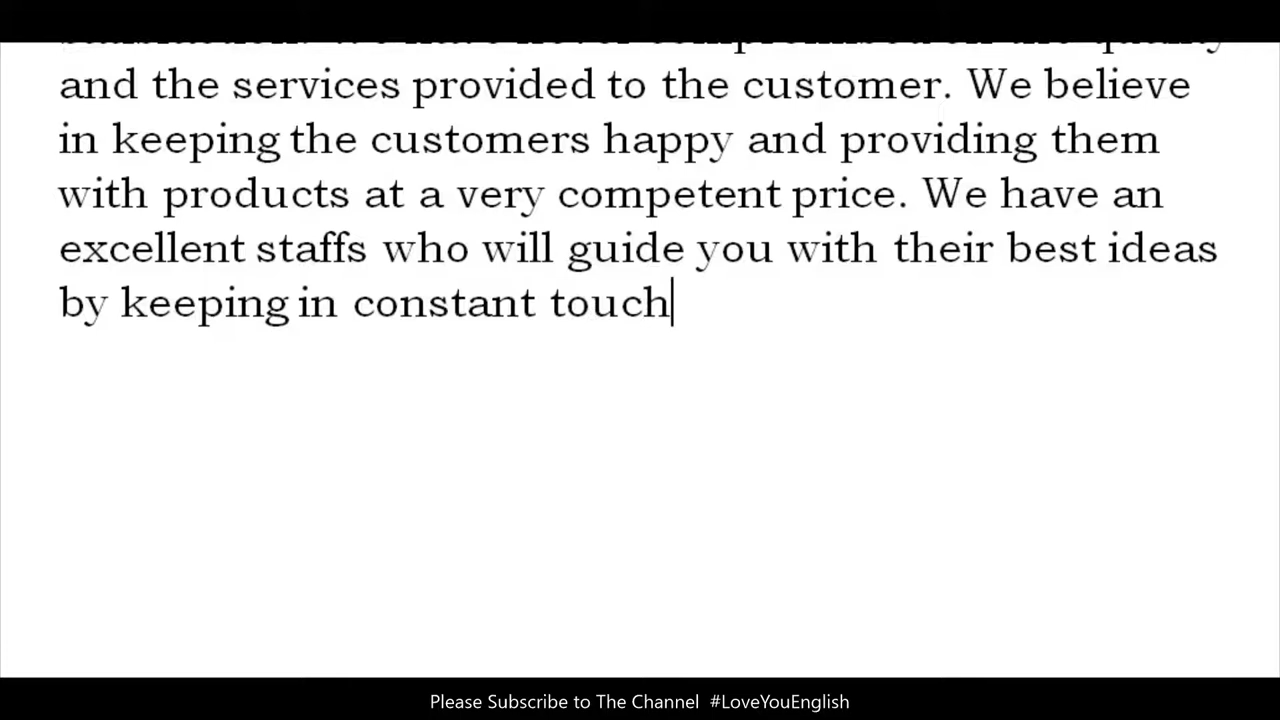 and the services provided to the customer. We believe
in keeping the customers happy and providing them
with products at a very competent price. We have an
excellent staffs who will guide you with their best ideas
by keeping in constant touch
Please Subscribe to The Channel #LoveYouEnglish